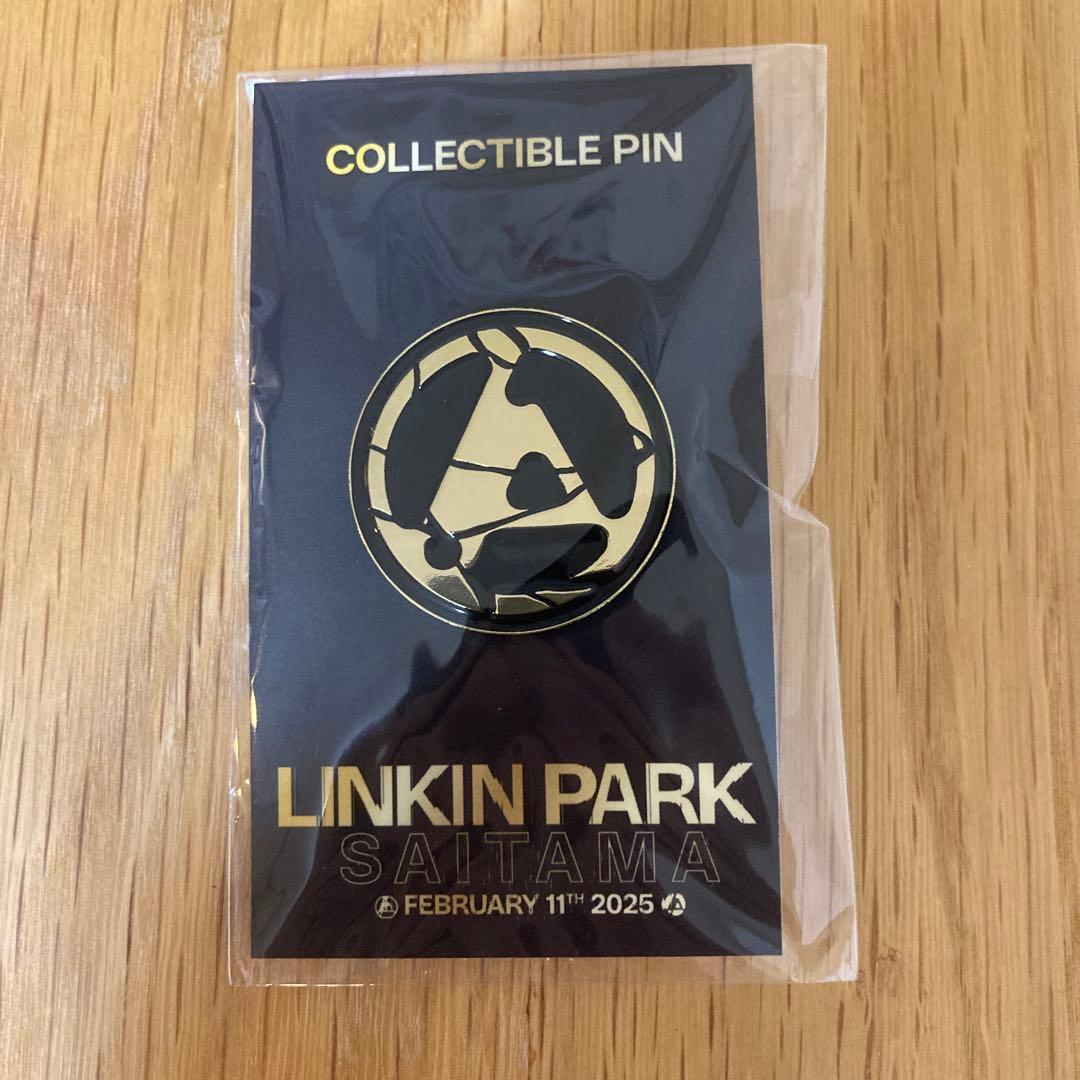 COLLECTIBLE PIN
LINKIN PARK
SAITAMA
FEBRUARY 11TH 2025